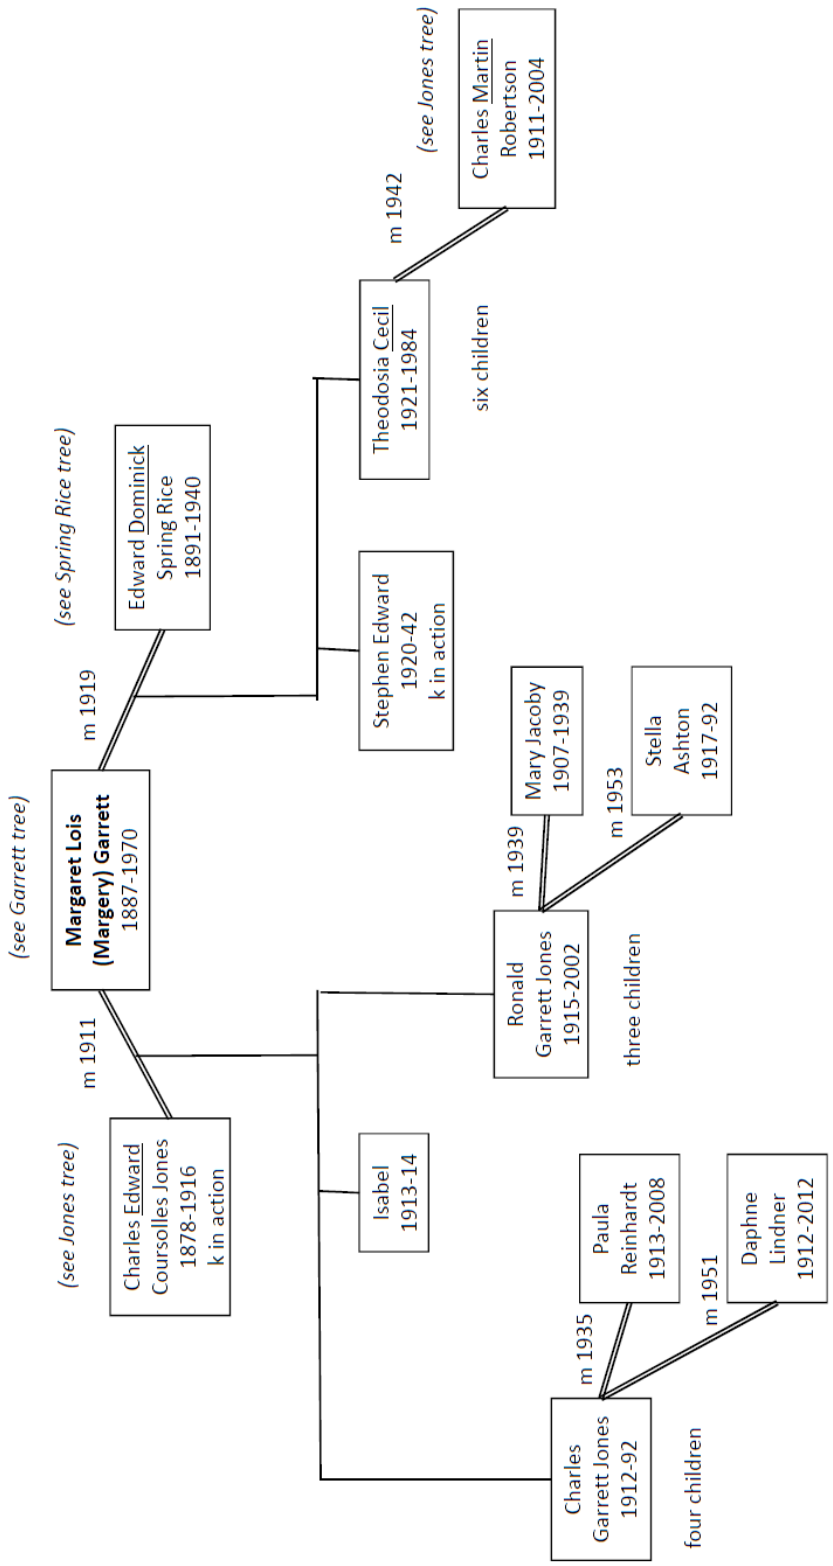 (see Garrett tree)
Margaret Lois
(Margery) Garrett
1887-1970
m 1911
m 1919
(see Jones tree)
Charles Edward
Coursolles Jones
1878-1916
k in action
(see Spring Rice tree)
Edward Dominick
Spring Rice
1891-1940
Isabel
1913-14
Stephen Edward
1920-42
k in action
Theodosia Cecil
1921-1984
m 1942
(see Jones tree)
Charles Martin
Robertson
1911-2004
six children
Charles
Garrett Jones
1912-92
m 1935
Paula
Reinhardt
1913-2008
m 1951
Daphne
Lindner
1912-2012
four children
Ronald
Garrett Jones
1915-2002
m 1939
Mary Jacoby
1907-1939
m 1953
Stella
Ashton
1917-92
three children